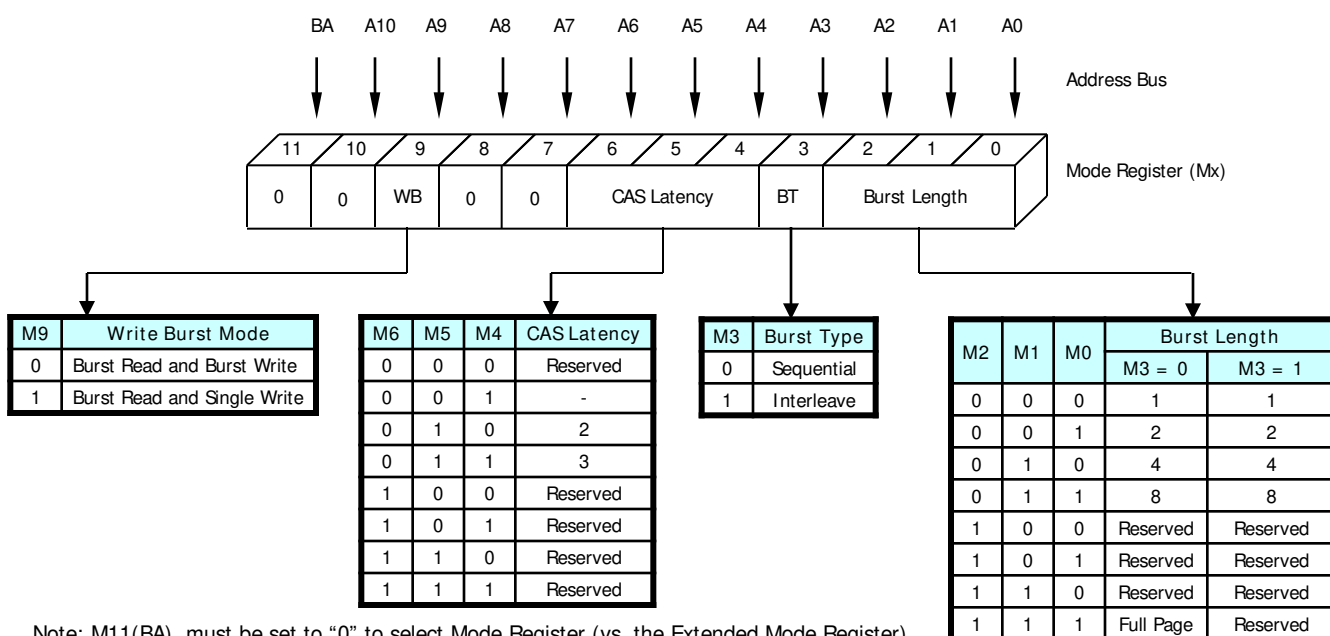 BA A10 A9 A8 A7 A6 A5 A4 A3 A2 A1 A0
Address Bus
11 10 9 8 7 6 5 4 3 2 1 0
Mode Register (Mx)
0 0 WB 0 0 CAS Latency BT Burst Length
M9 Write Burst Mode
0 Burst Read and Burst Write
1 Burst Read and Single Write
M6 M5 M4 CAS Latency
0 0 0 Reserved
0 0 1 -
0 1 0 2
0 1 1 3
1 0 0 Reserved
1 0 1 Reserved
1 1 0 Reserved
1 1 1 Reserved
M3 Burst Type
0 Sequential
1 Interleave
M2 M1 M0 Burst Length
M3 = 0 M3 = 1
0 0 0 1 1
0 0 1 2 2
0 1 0 4 4
0 1 1 8 8
1 0 0 Reserved Reserved
1 0 1 Reserved Reserved
1 1 0 Reserved Reserved
1 1 1 Full Page Reserved
Note: M11(BA) must be set to “0” to select Mode Register (vs. the Extended Mode Register)